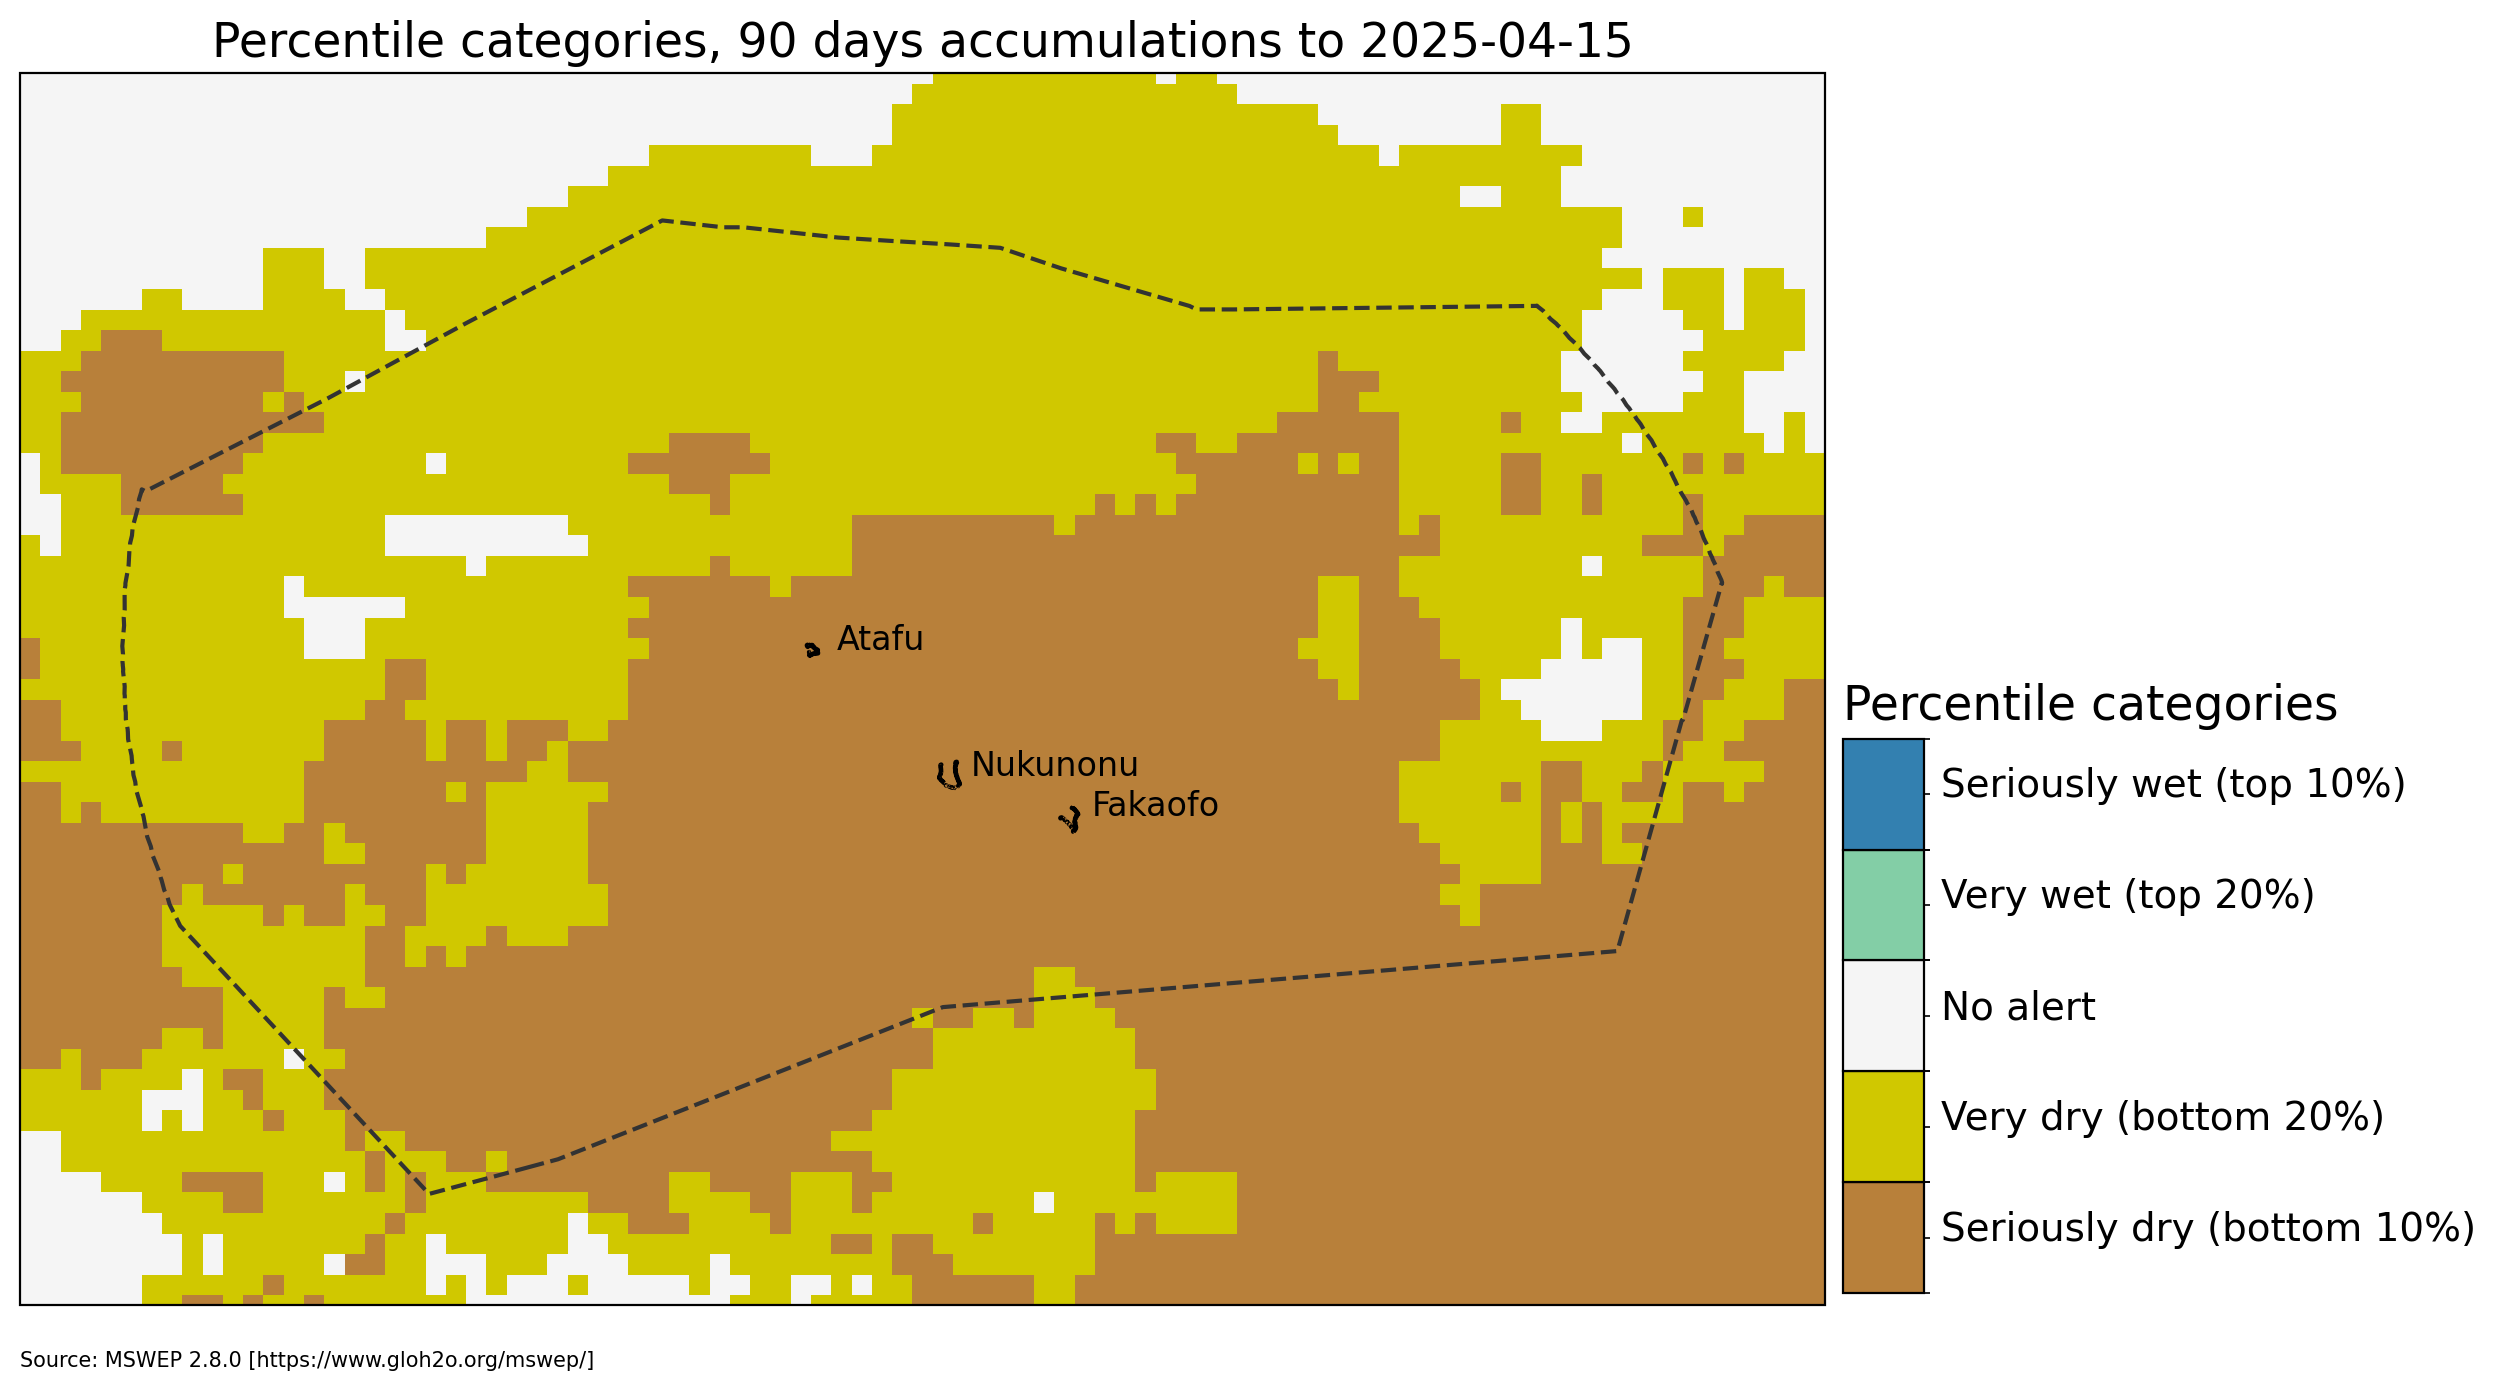 Percentile categories, 90 days accumulations to 2025-04-15
Atafu
Nukunonu
Fakaofo
Percentile categories
Seriously wet (top 10%)
Very wet (top 20%)
No alert
Very dry (bottom 20%)
Seriously dry (bottom 10%)
Source: MSWEP 2.8.0 [https://www.gloh2o.org/mswep/]